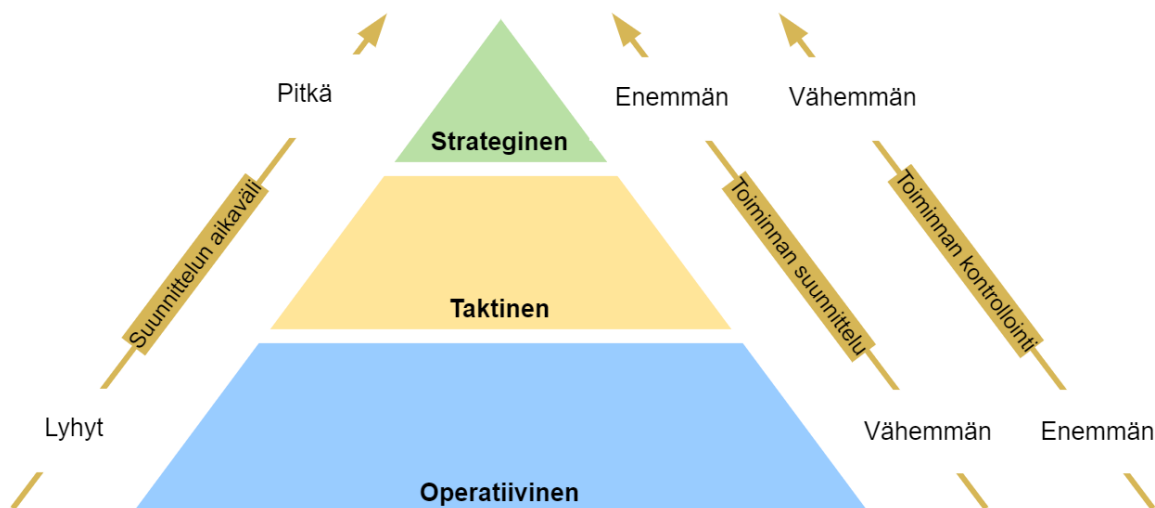 Pitkä
Enemmän
Vähemmän
Strateginen
Suunnittelun aikaväli
Toiminnan suunnittelu
Toiminnan kontrollointi
Taktinen
Lyhyt
Vähemmän
Enemmän
Operatiivinen